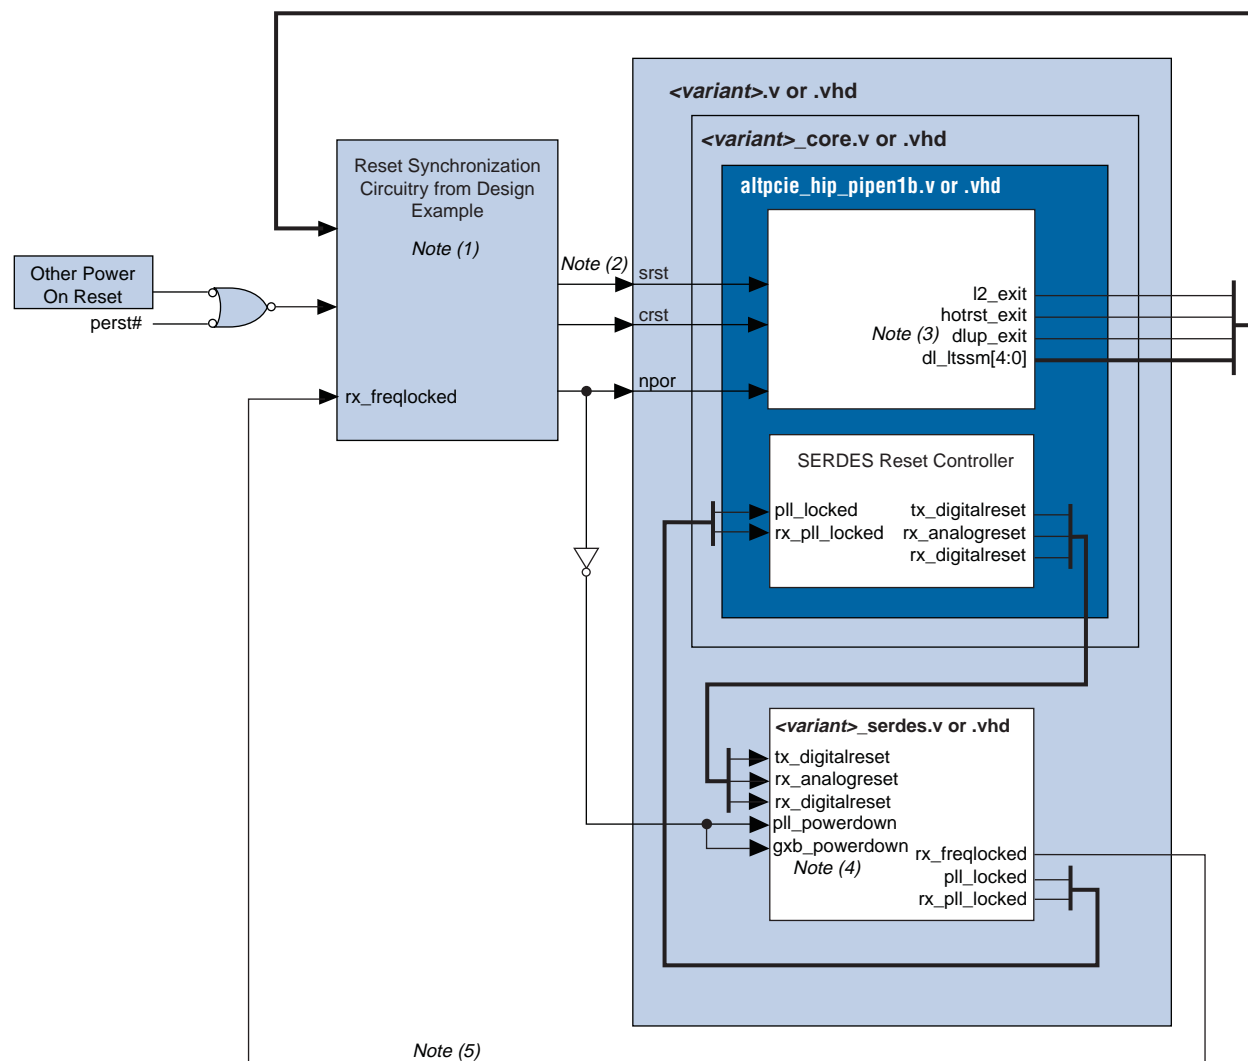 <variant>.v or .vhd
<variant>_core.v or .vhd
altpcie_hip_pipen1b.v or .vhd
Reset Synchronization
Circuitry from Design
Example
Note (1)
Other Power
On Reset
perst#
rx_freqlocked
Note (2)
srst
crst
npor
l2_exit
hotrst_exit
Note (3)
dlup_exit
dl_ltssm[4:0]
SERDES Reset Controller
pll_locked
rx_pll_locked
tx_digitalreset
rx_analogreset
rx_digitalreset
<variant>_serdes.v or .vhd
tx_digitalreset
rx_analogreset
rx_digitalreset
pll_powerdown
gxb_powerdown
Note (4)
rx_freqlocked
pll_locked
rx_pll_locked
Note (5)